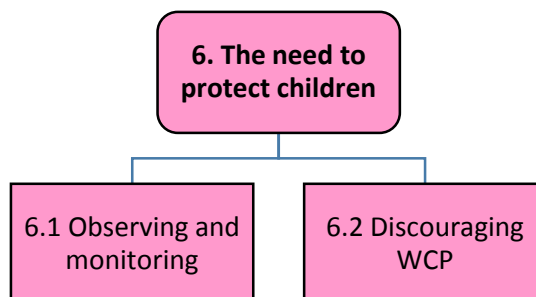 6. The need to
protect children
6.1 Observing and
monitoring
6.2 Discouraging
WCP